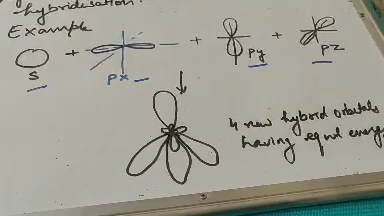 hybridisation.
Example
+ + +
S px py pz
4 new hybrid orbitals
having equal energy